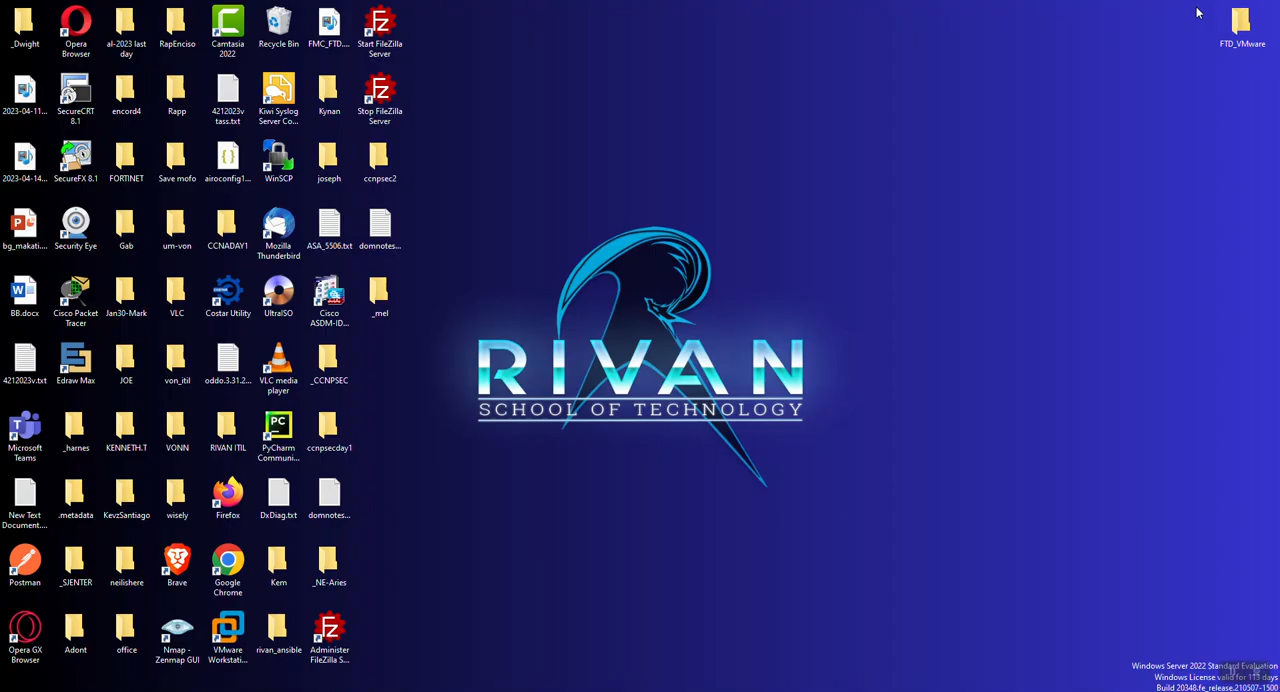 _Dwight
Opera
Browser
al-2023 last
day
RapEnciso
Camtasia
2022
Recycle Bin
FMC_FTD....
Start FileZilla
Server
FTD_VMware
2023-04-11...
SecureCRT
8.1
encord4
Rapp
4212023v
tass.txt
Kiwi Syslog
Server Co...
Kynan
Stop FileZilla
Server
2023-04-14...
SecureFX 8.1
FORTINET
Save mofo
airoconfig1...
WinSCP
joseph
ccnpsec2
bg_makati....
Security Eye
Gab
um-von
CCNADAY1
Mozilla
Thunderbird
ASA_5506.txt
domnotes...
BB.docx
Cisco Packet
Tracer
Jan30-Mark
VLC
Costar Utility
UltraISO
Cisco
ASDM-ID...
_mel
4212023v.txt
Edraw Max
JOE
von_itil
oddo.3.31.2...
VLC media
player
_CCNPSEC
Microsoft
Teams
_harnes
KENNETH.T
VONN
RIVAN ITIL
PyCharm
Communi...
ccnpsecday1
New Text
Document....
.metadata
KevzSantiago
wisely
Firefox
DxDiag.txt
domnotes...
Postman
_SJENTER
neilishere
Brave
Google
Chrome
Kem
_NE-Aries
Opera GX
Browser
Adont
office
Nmap -
Zenmap GUI
VMware
Workstati...
rivan_ansible
Administer
FileZilla S...
RIVAN
SCHOOL OF TECHNOLOGY
Windows Server 2022 Standard Evaluation
Windows License valid for 113 days
Build 20348.fe_release.210507-1500